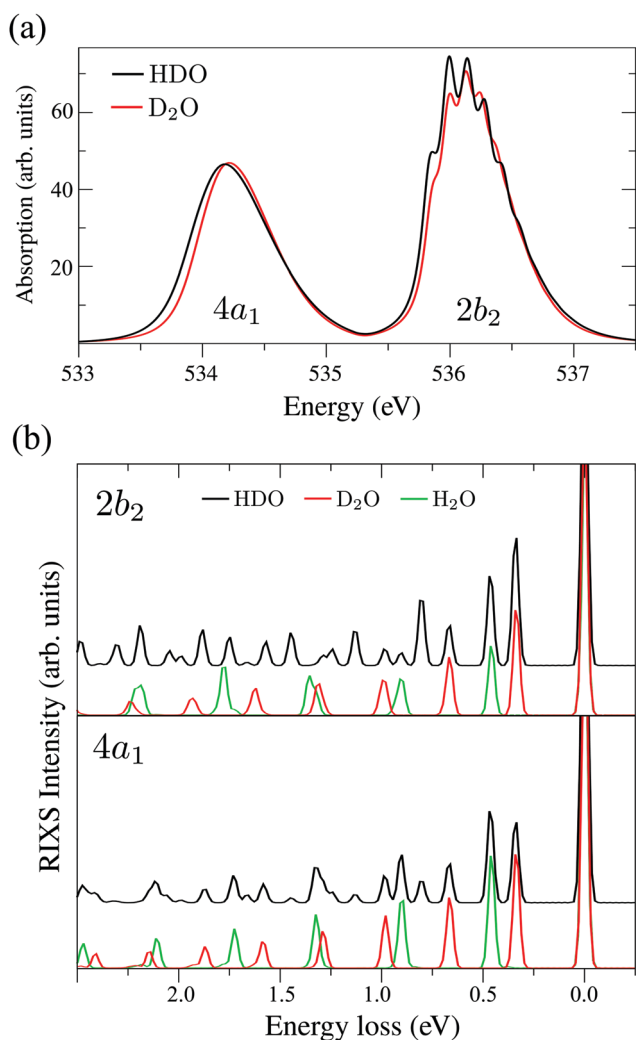 (a)
HDO
D₂O
Absorption (arb. units)
60
40
20
4a₁
2b₂
533 534 535 536 537
Energy (eV)
(b)
2b₂
HDO D₂O H₂O
RIXS Intensity (arb. units)
4a₁
2.0 1.5 1.0 0.5 0.0
Energy loss (eV)